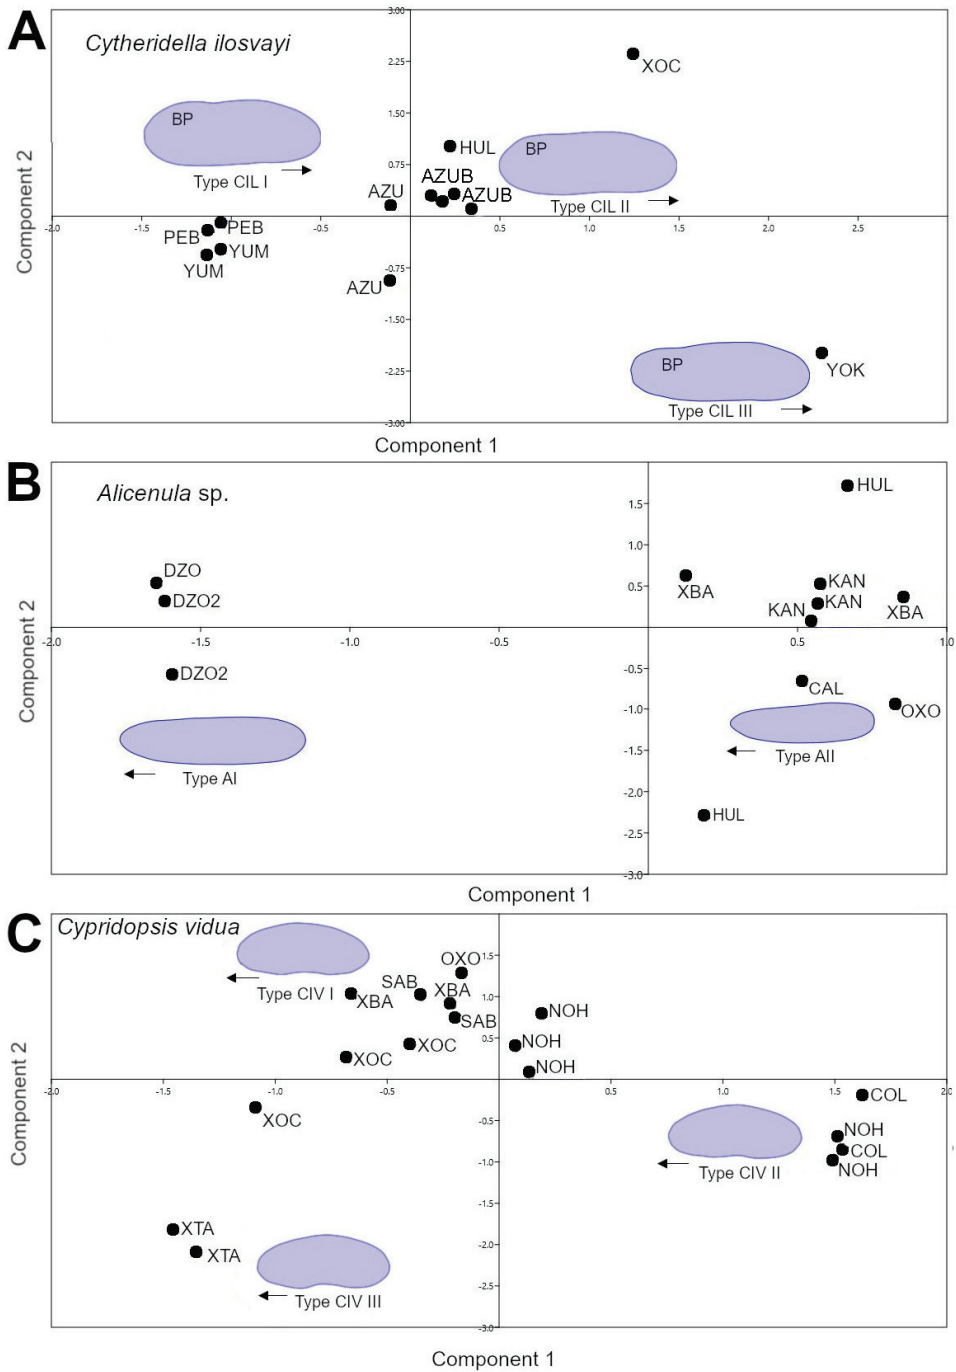 A
Cytheridella ilosvayi
3.00
2.25
XOC
1.50
BP
HUL
BP
0.75
AZUB
Type CIL I
AZU
AZUB
Type CIL II
-2.0 -1.5 -0.5 0.5 1.0 1.5 2.0 2.5
PEB
PEB
YUM
YUM
-0.75
AZU
-1.50
BP
YOK
-2.25
Type CIL III
-3.00
Component 2
Component 1
B
Alicenula sp.
HUL
1.5
1.0
DZO
KAN
XBA
0.5
DZO2
KAN
KAN
XBA
-1.5 -1.0 -0.5 0.5 1.0
DZO2
-0.5
CAL
-1.0
OXO
-1.5
Type AII
Type AI
-2.0
HUL
-2.5
-3.0
Component 2
Component 1
C
Cypridopsis vidua
OXO
1.5
SAB
XBA
Type CIV I
XBA
1.0
NOH
SAB
0.5
XOC
NOH
XOC
NOH
-2.0 -1.5 -1.0 -0.5 0.5 1.0 1.5 2.0
COL
XOC
-0.5
NOH
COL
-1.0
NOH
Type CIV II
-1.5
XTA
-2.0
XTA
-2.5
Type CIV III
-3.0
Component 2
Component 1